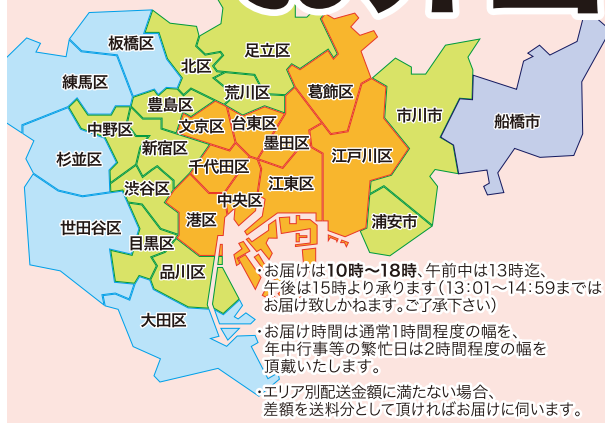 板橋区
足立区
北区
練馬区
葛飾区
荒川区
豊島区
市川市
船橋市
中野区
文京区
台東区
墨田区
新宿区
杉並区
江戸川区
千代田区
江東区
渋谷区
中央区
港区
浦安市
世田谷区
目黒区
品川区
大田区
・お届けは10時〜18時、午前中は13時迄、
午後は15時より承ります(13:01〜14:59までは
お届け致しかねます。ご了承下さい)
・お届け時間は通常1時間程度の幅を、
年中行事等の繁忙日は2時間程度の幅を
頂戴いたします。
・エリア別配送金額に満たない場合、
差額を送料分として頂ければお届けに伺います。